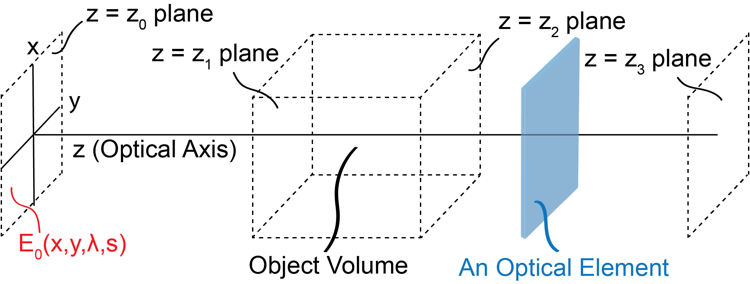 z = z0 plane
x
z = z1 plane
z = z2 plane
z = z3 plane
y
z (Optical Axis)
E0(x,y,λ,s)
Object Volume
An Optical Element